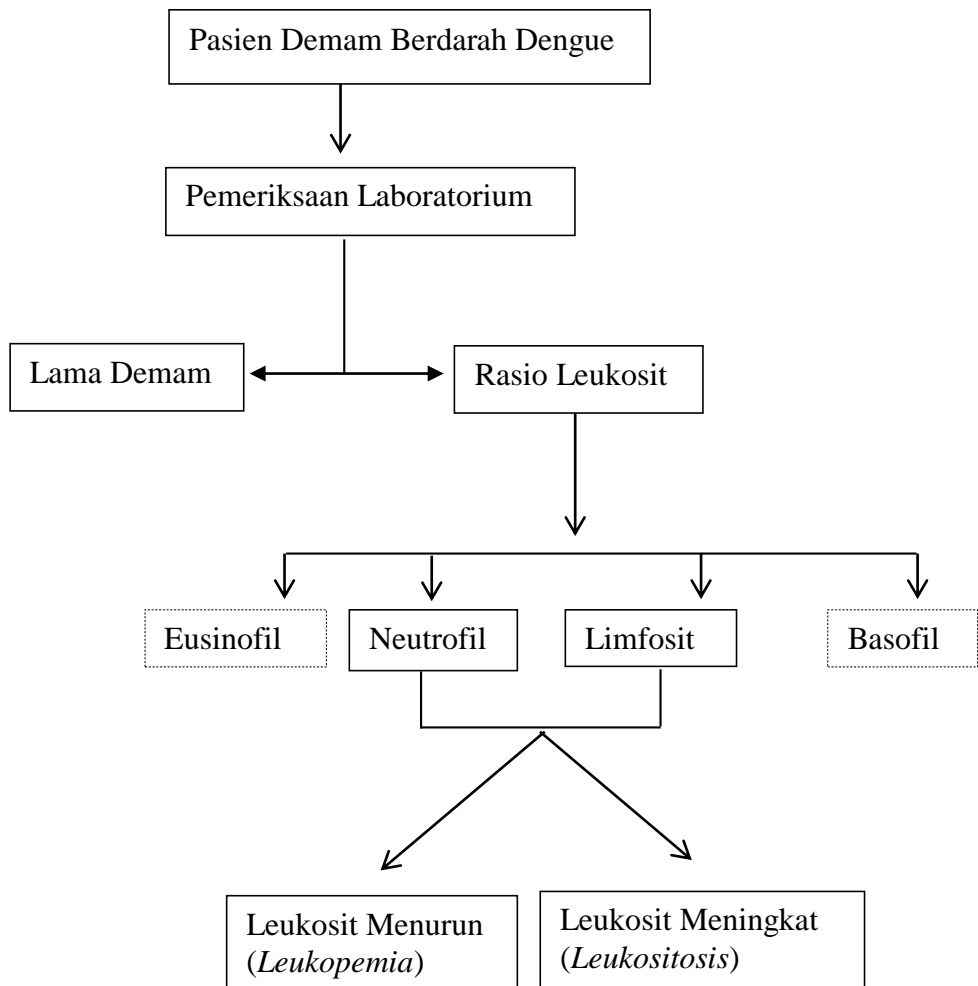 Pasien Demam Berdarah Dengue
Pemeriksaan Laboratorium
Lama Demam
Rasio Leukosit
Eusinofil
Neutrofil
Limfosit
Basofil
Leukosit Menurun
(Leukopemia)
Leukosit Meningkat
(Leukositosis)